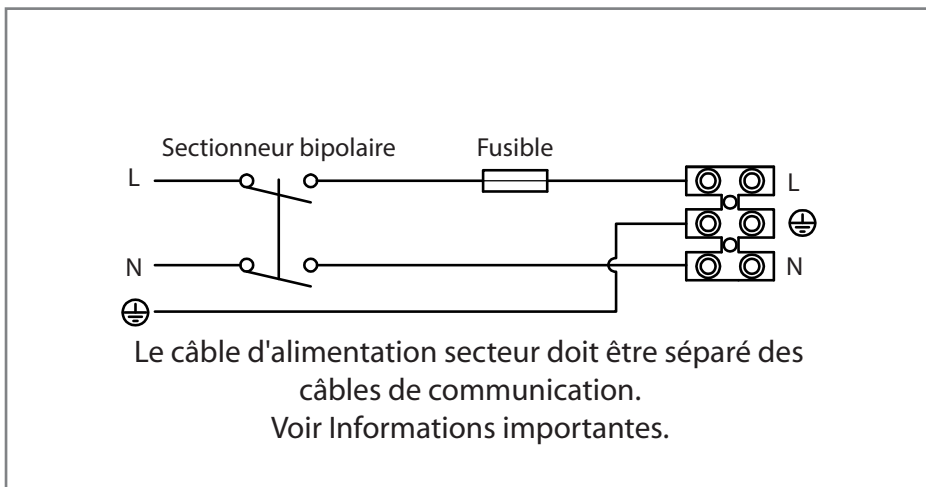 Sectionneur bipolaire Fusible
L L
N N
Le câble d'alimentation secteur doit être séparé des
câbles de communication.
Voir Informations importantes.